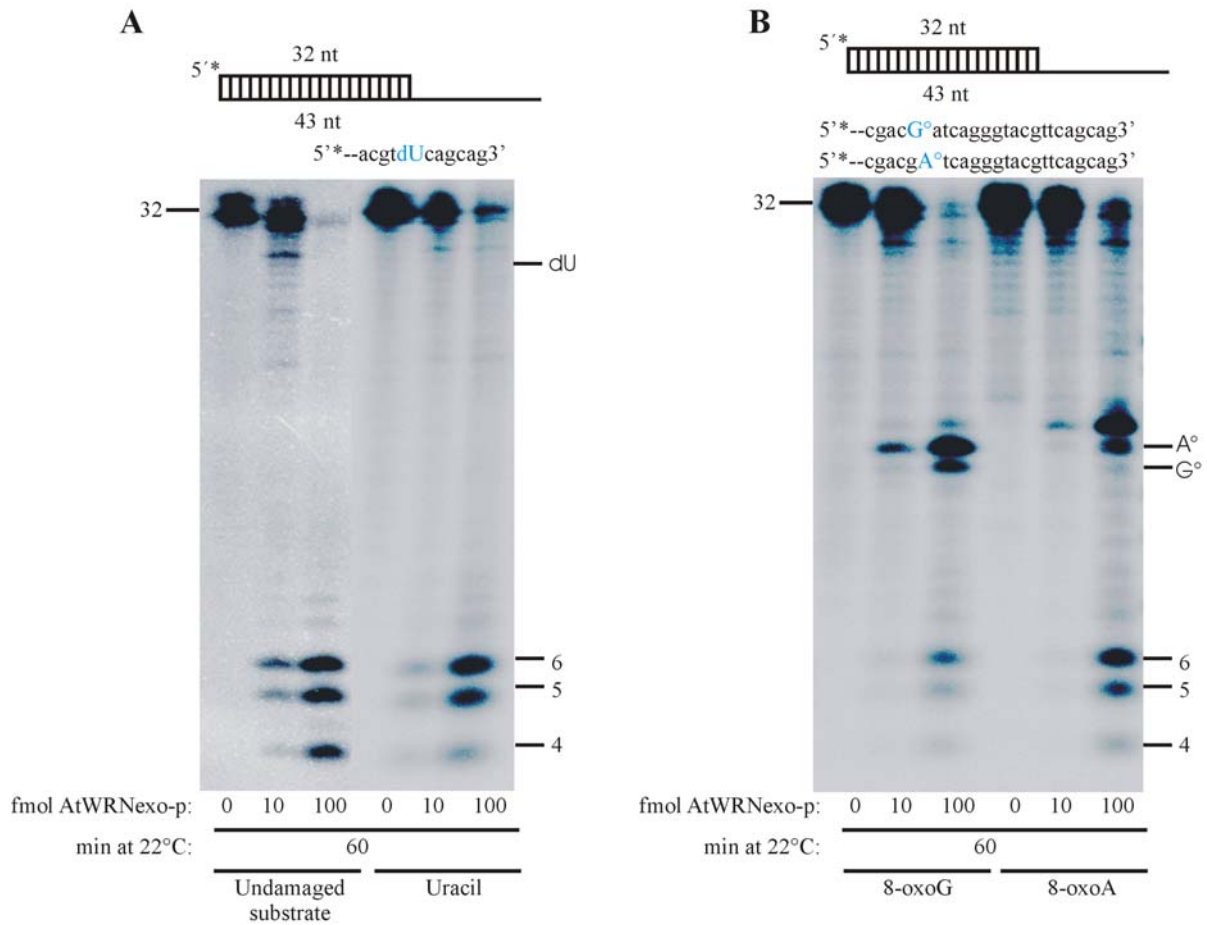 A
5´*
32 nt
43 nt
5’*--acgtdUcagcag3’
32
dU
6
5
4
fmol AtWRNexo-p: 0 10 100 0 10 100
min at 22°C: 60
Undamaged substrate
Uracil
B
5´*
32 nt
43 nt
5’*--cgacG°atcagggtacgttcagcag3’
5’*--cgacgA°tcagggtacgttcagcag3’
32
A°
G°
6
5
4
fmol AtWRNexo-p: 0 10 100 0 10 100
min at 22°C: 60
8-oxoG
8-oxoA